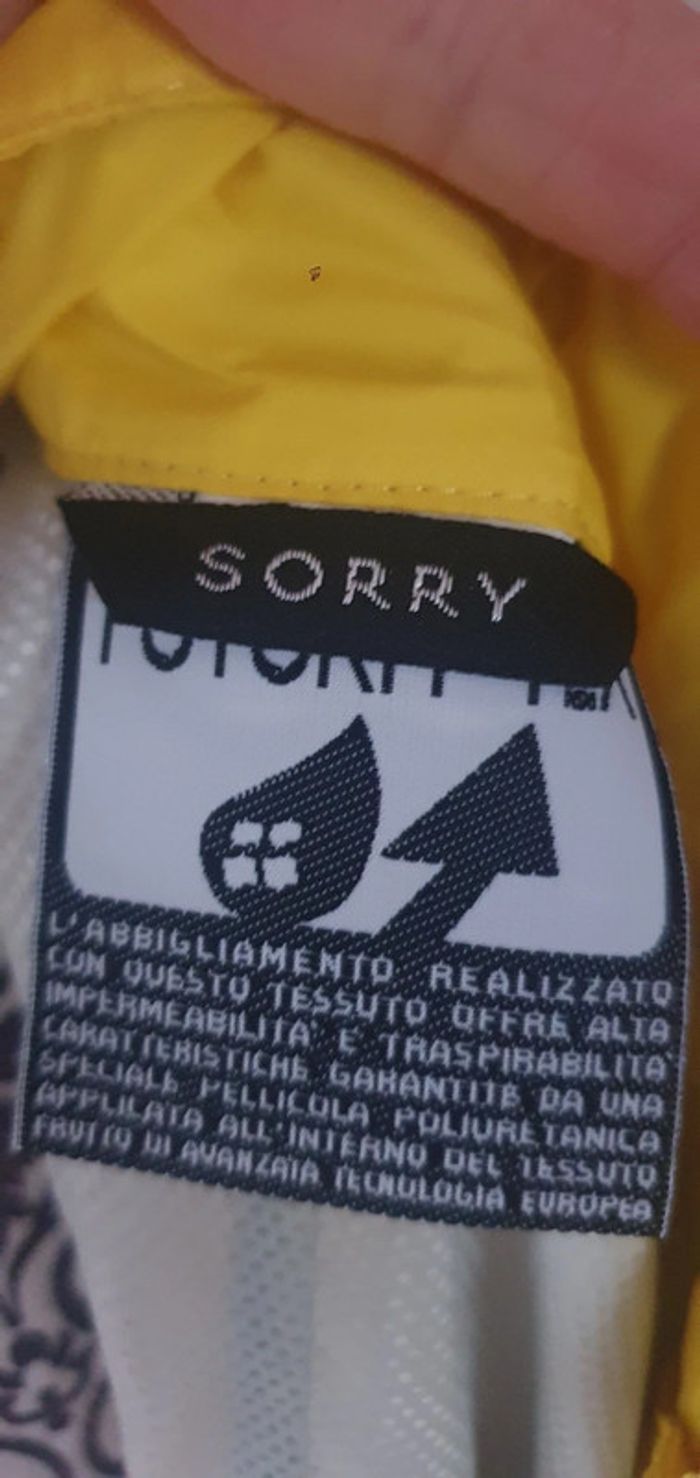 SORRY
L'ABBIGLIAMENTO REALIZZATO
CON QUESTO TESSUTO OFFRE ALTA
IMPERMEABILITA' E TRASPIRABILITA'
CARATTERISTICHE GARANTITE DA UNA
SPECIALE PELLICOLA POLIURETANICA
APPLICATA ALL'INTERNO DEL TESSUTO
FRUTTO DI AVANZATA TECNOLOGIA EUROPEA